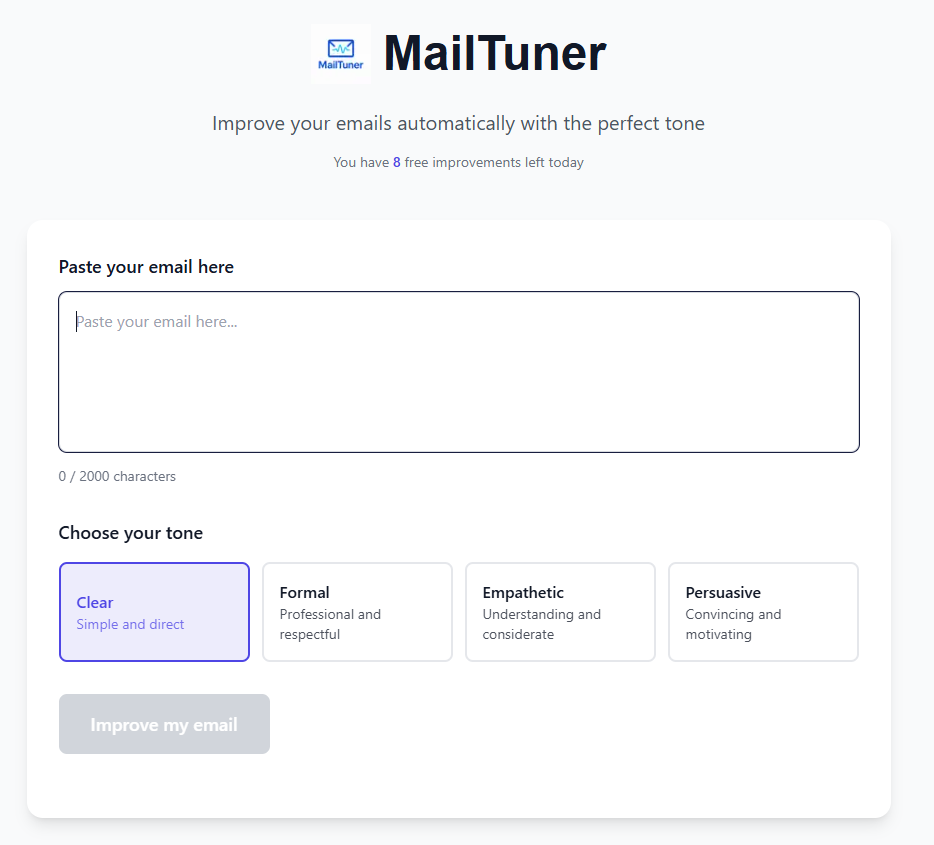 MailTuner
MailTuner
Improve your emails automatically with the perfect tone
You have 8 free improvements left today
Paste your email here
Paste your email here...
0 / 2000 characters
Choose your tone
Clear
Simple and direct
Formal
Professional and
respectful
Empathetic
Understanding and
considerate
Persuasive
Convincing and
motivating
Improve my email